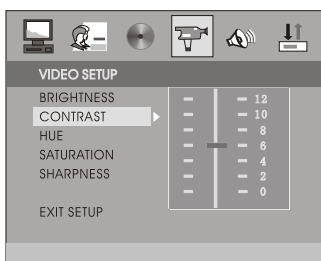 VIDEO SETUP
BRIGHTNESS
CONTRAST
HUE
SATURATION
SHARPNESS
EXIT SETUP
12
10
8
6
4
2
0